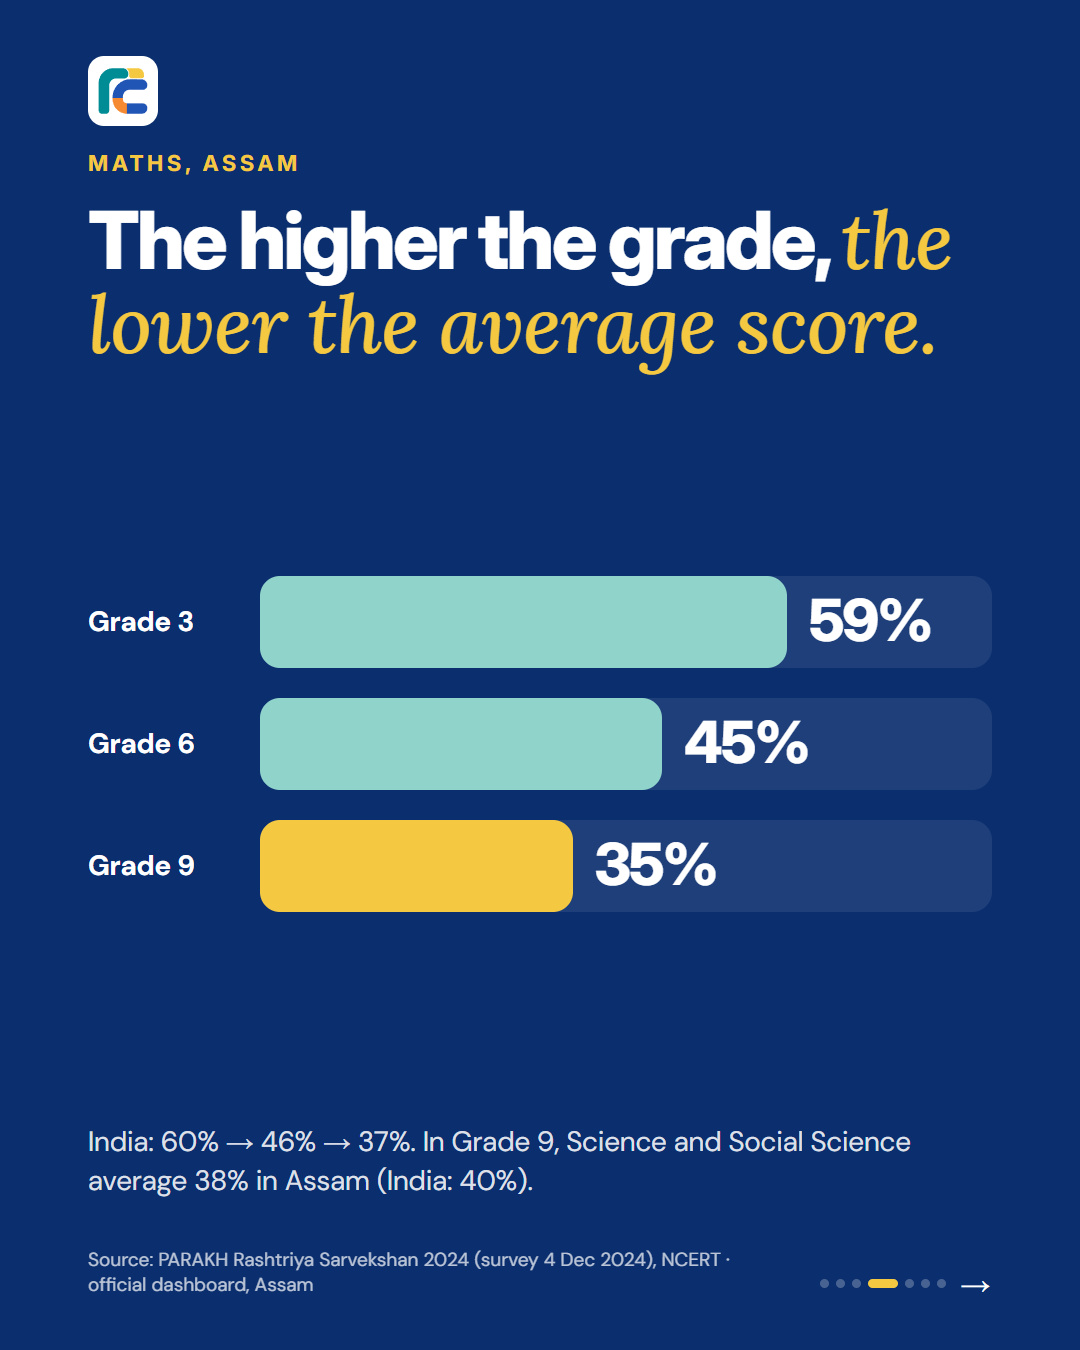 MATHS, ASSAM
The higher the grade, the
lower the average score.
Grade 3
59%
Grade 6
45%
Grade 9
35%
India: 60% → 46% → 37%. In Grade 9, Science and Social Science
average 38% in Assam (India: 40%).
Source: PARAKH Rashtriya Sarvekshan 2024 (survey 4 Dec 2024), NCERT ·
official dashboard, Assam
→